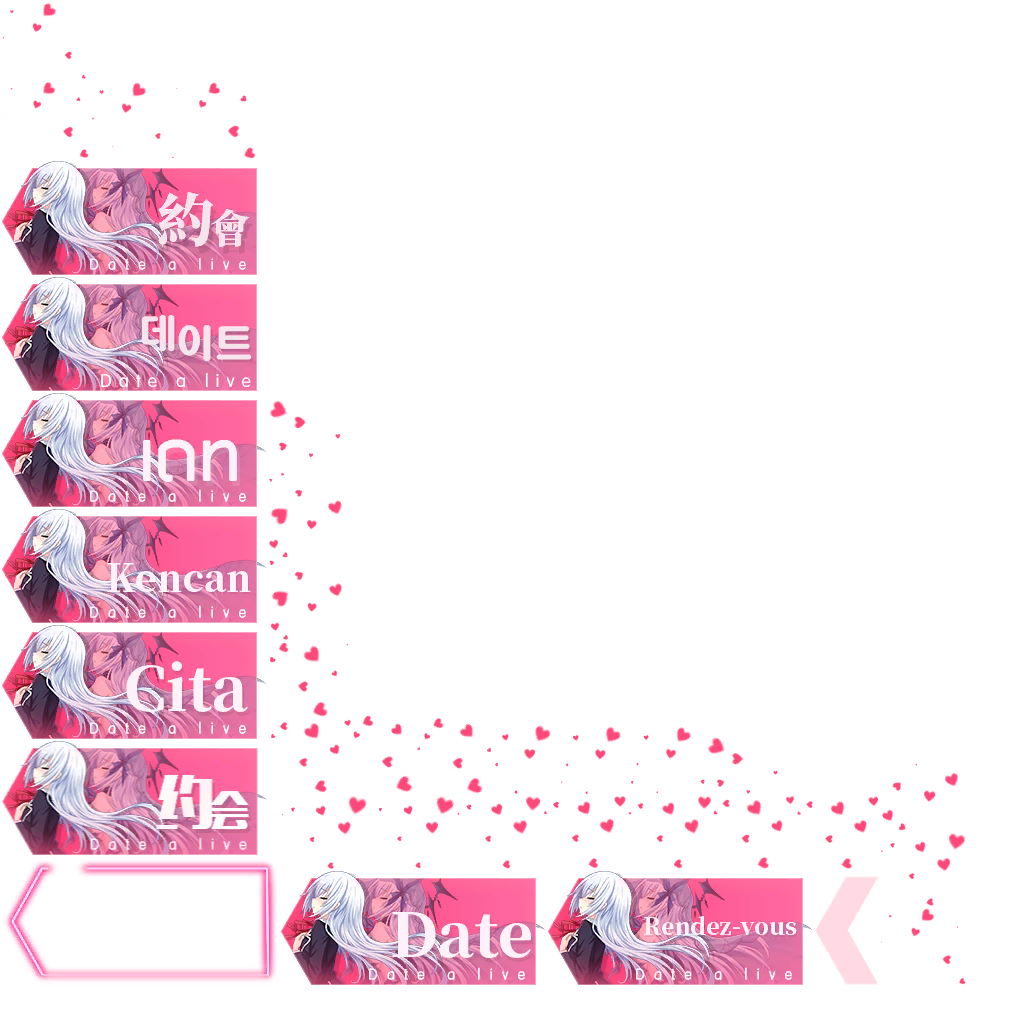 約會
Date a live
데이트
Date a live
เดท
Date a live
Kencan
Date a live
Cita
Date a live
约会
Date a live
Date
Date a live
Rendez-vous
Date a live